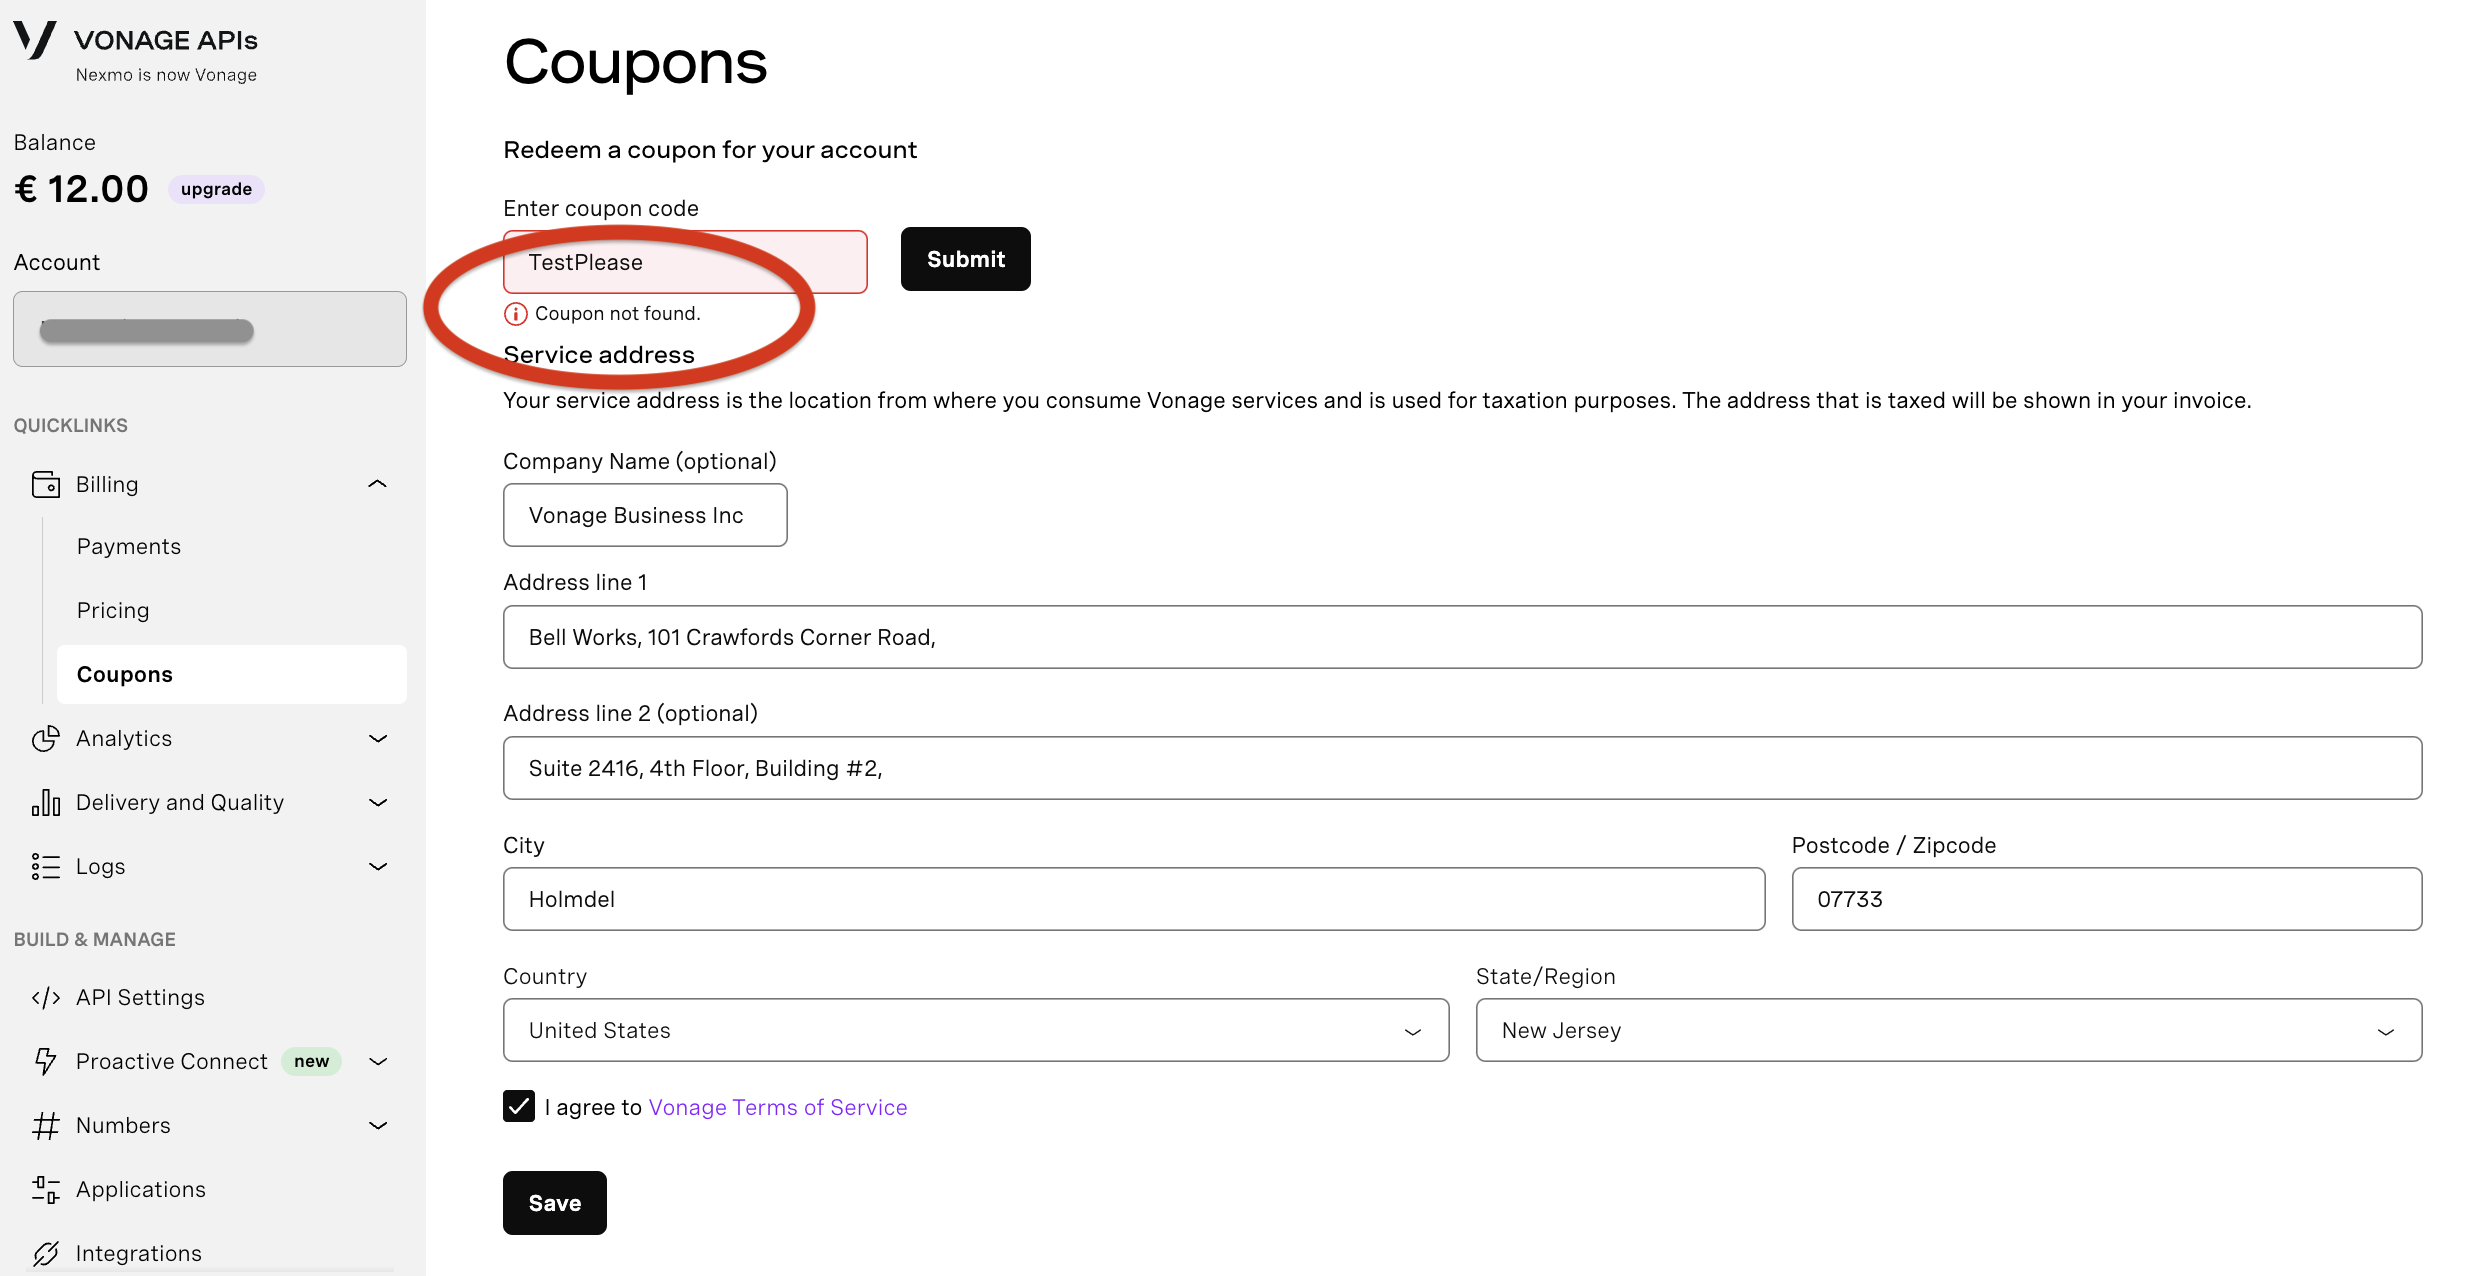 VONAGE APIs
Nexmo is now Vonage
Balance
€ 12.00 upgrade
Account
QUICKLINKS
Billing
Payments
Pricing
Coupons
Analytics
Delivery and Quality
Logs
BUILD & MANAGE
API Settings
Proactive Connect new
Numbers
Applications
Integrations
Coupons
Redeem a coupon for your account
Enter coupon code
TestPlease
Submit
Coupon not found.
Service address
Your service address is the location from where you consume Vonage services and is used for taxation purposes. The address that is taxed will be shown in your invoice.
Company Name (optional)
Vonage Business Inc
Address line 1
Bell Works, 101 Crawfords Corner Road,
Address line 2 (optional)
Suite 2416, 4th Floor, Building #2,
City
Holmdel
Postcode / Zipcode
07733
Country
United States
State/Region
New Jersey
I agree to Vonage Terms of Service
Save